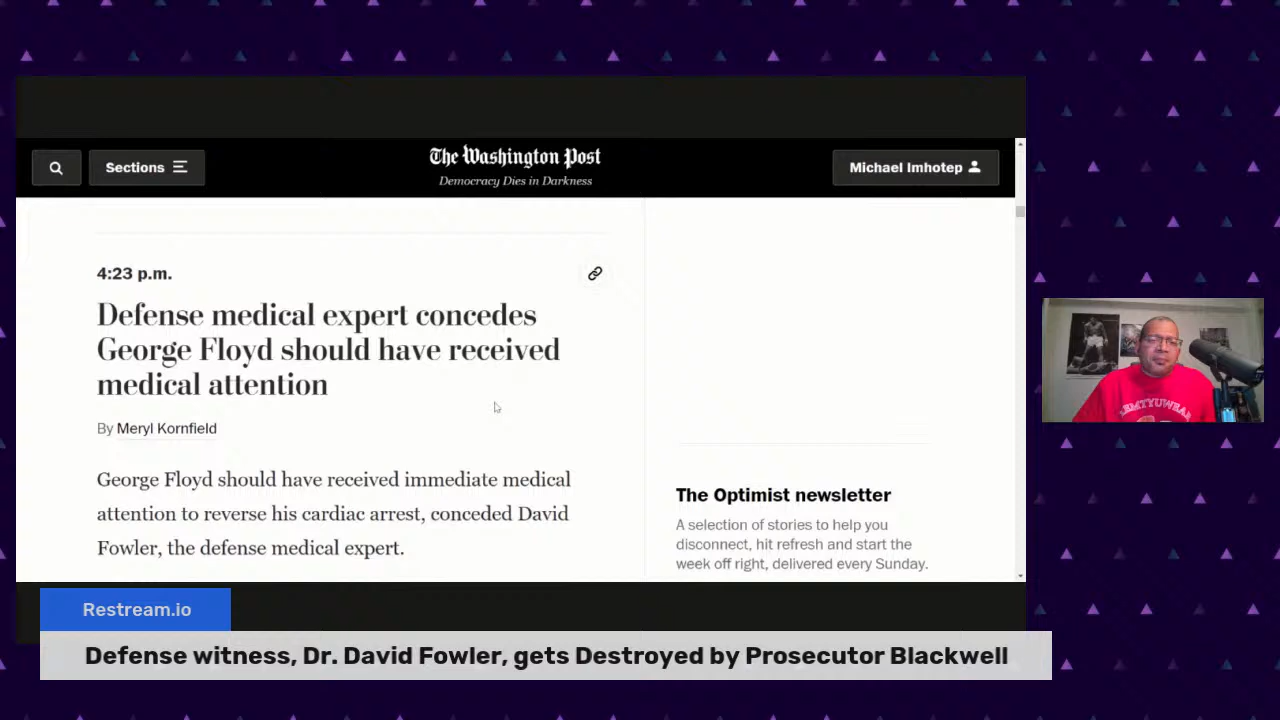 Sections
The Washington Post
Democracy Dies in Darkness
Michael Imhotep
4:23 p.m.
Defense medical expert concedes
George Floyd should have received
medical attention
By Meryl Kornfield
George Floyd should have received immediate medical
attention to reverse his cardiac arrest, conceded David
Fowler, the defense medical expert.
The Optimist newsletter
A selection of stories to help you
disconnect, hit refresh and start the
week off right, delivered every Sunday.
Restream.io
Defense witness, Dr. David Fowler, gets Destroyed by Prosecutor Blackwell